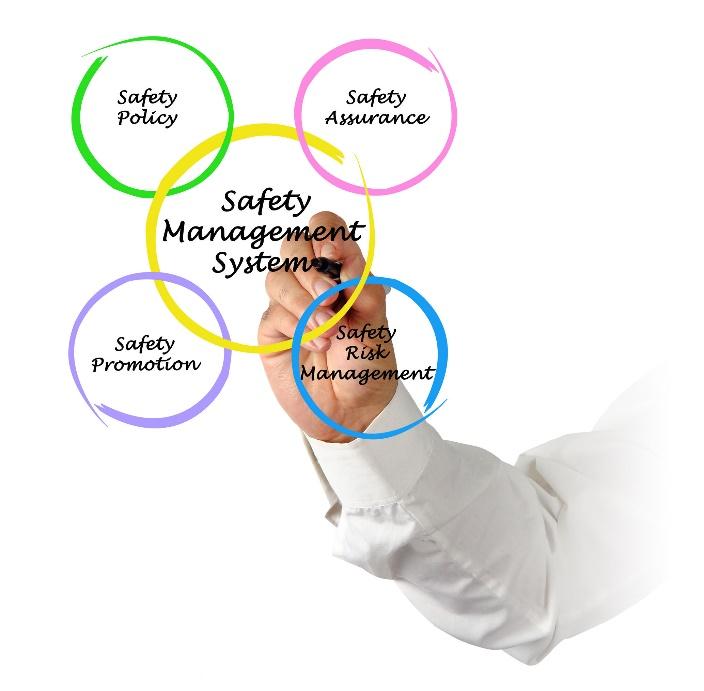 Safety
Policy
Safety
Assurance
Safety
Management
System
Safety
Promotion
Safety
Risk
Management